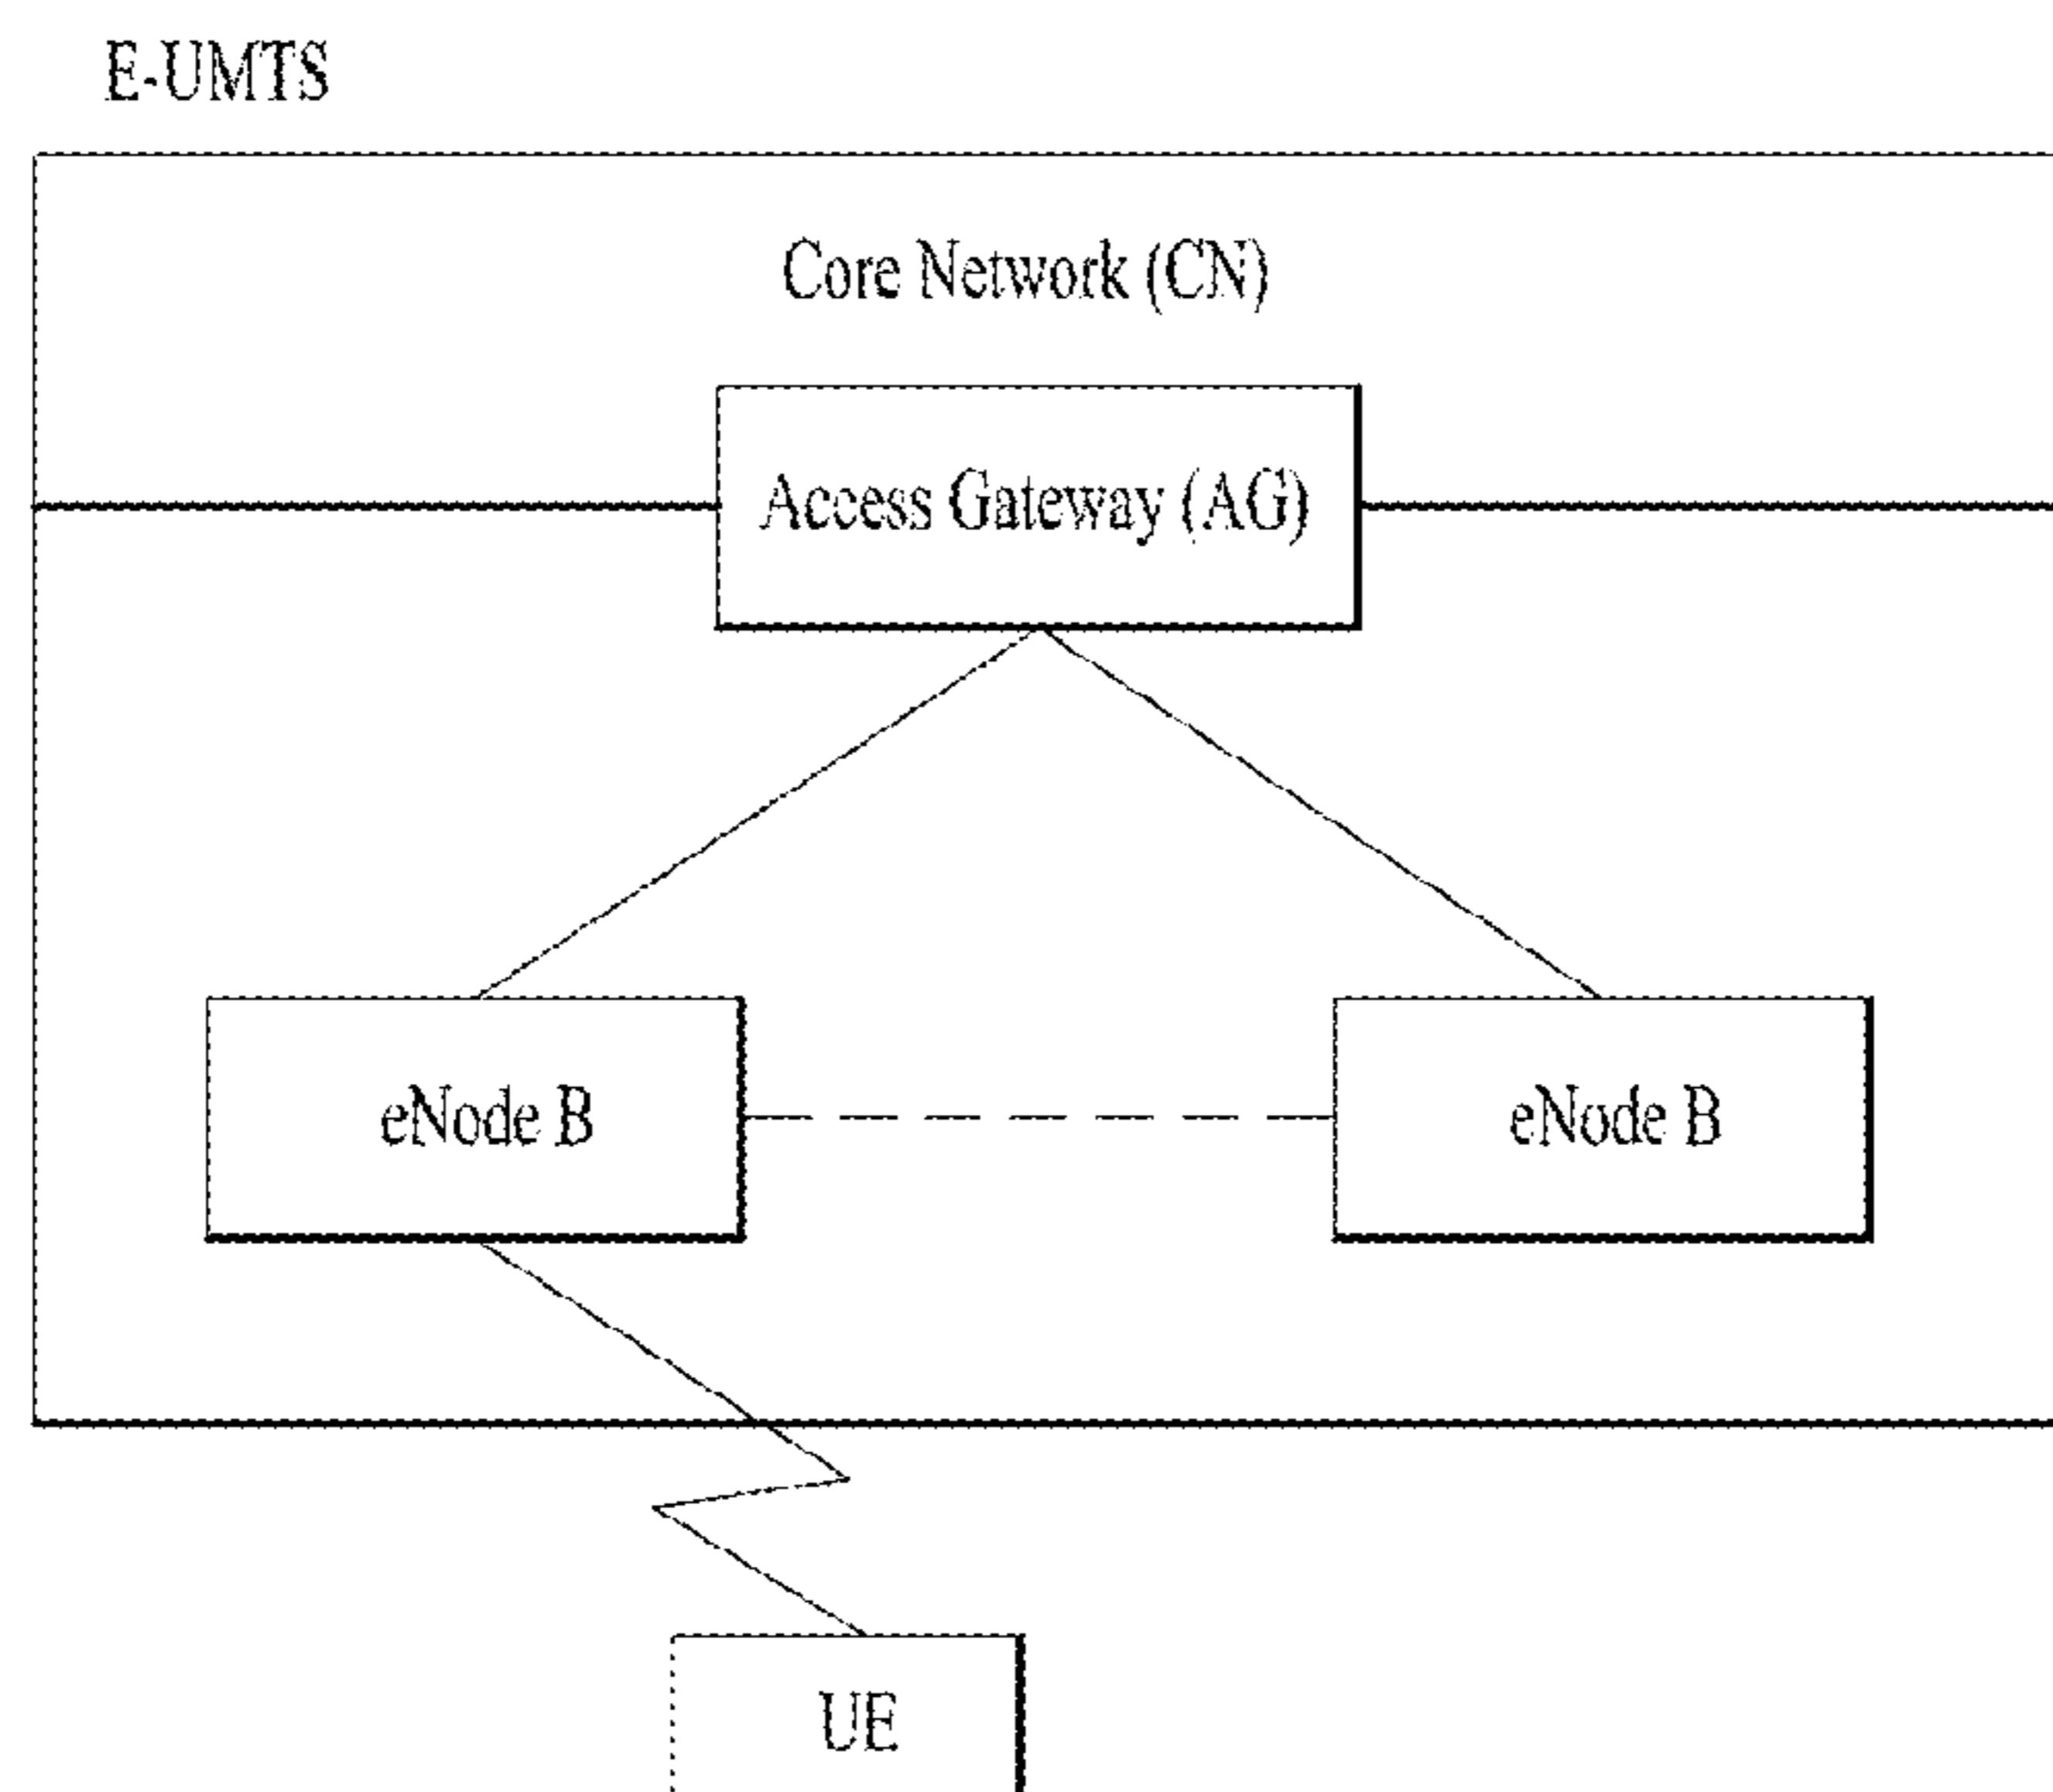 E-UMTS
Core Network (CN)
Access Gateway (AG)
eNode B
eNode B
UE